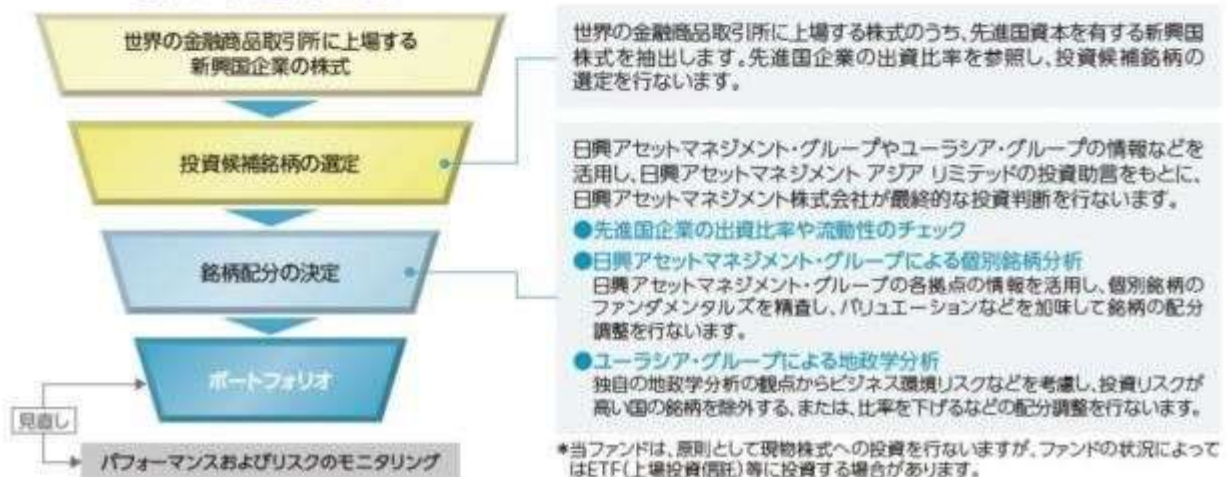 世界の金融商品取引所に上場する
新興国企業の株式
投資候補銘柄の選定
銘柄配分の決定
ポートフォリオ
見直し
パフォーマンスおよびリスクのモニタリング
世界の金融商品取引所に上場する株式のうち、先進国資本を有する新興国
株式を抽出します。先進国企業の出資比率を参照し、投資候補銘柄の
選定を行ないます。
日興アセットマネジメント・グループやユーラシア・グループの情報などを
活用し、日興アセットマネジメント アジア リミテッドの投資助言をもとに、
日興アセットマネジメント株式会社が最終的な投資判断を行ないます。
●先進国企業の出資比率や流動性のチェック
●日興アセットマネジメント・グループによる個別銘柄分析
日興アセットマネジメント・グループの各拠点の情報を活用し、個別銘柄の
ファンダメンタルズを精査し、バリュエーションなどを加味して銘柄の配分
調整を行ないます。
●ユーラシア・グループによる地政学分析
独自の地政学分析の観点からビジネス環境リスクなどを考慮し、投資リスクが
高い国の銘柄を除外する、または、比率を下げるなどの配分調整を行ないます。
*当ファンドは、原則として現物株式への投資を行ないますが、ファンドの状況によって
はETF(上場投資信託)等に投資する場合があります。